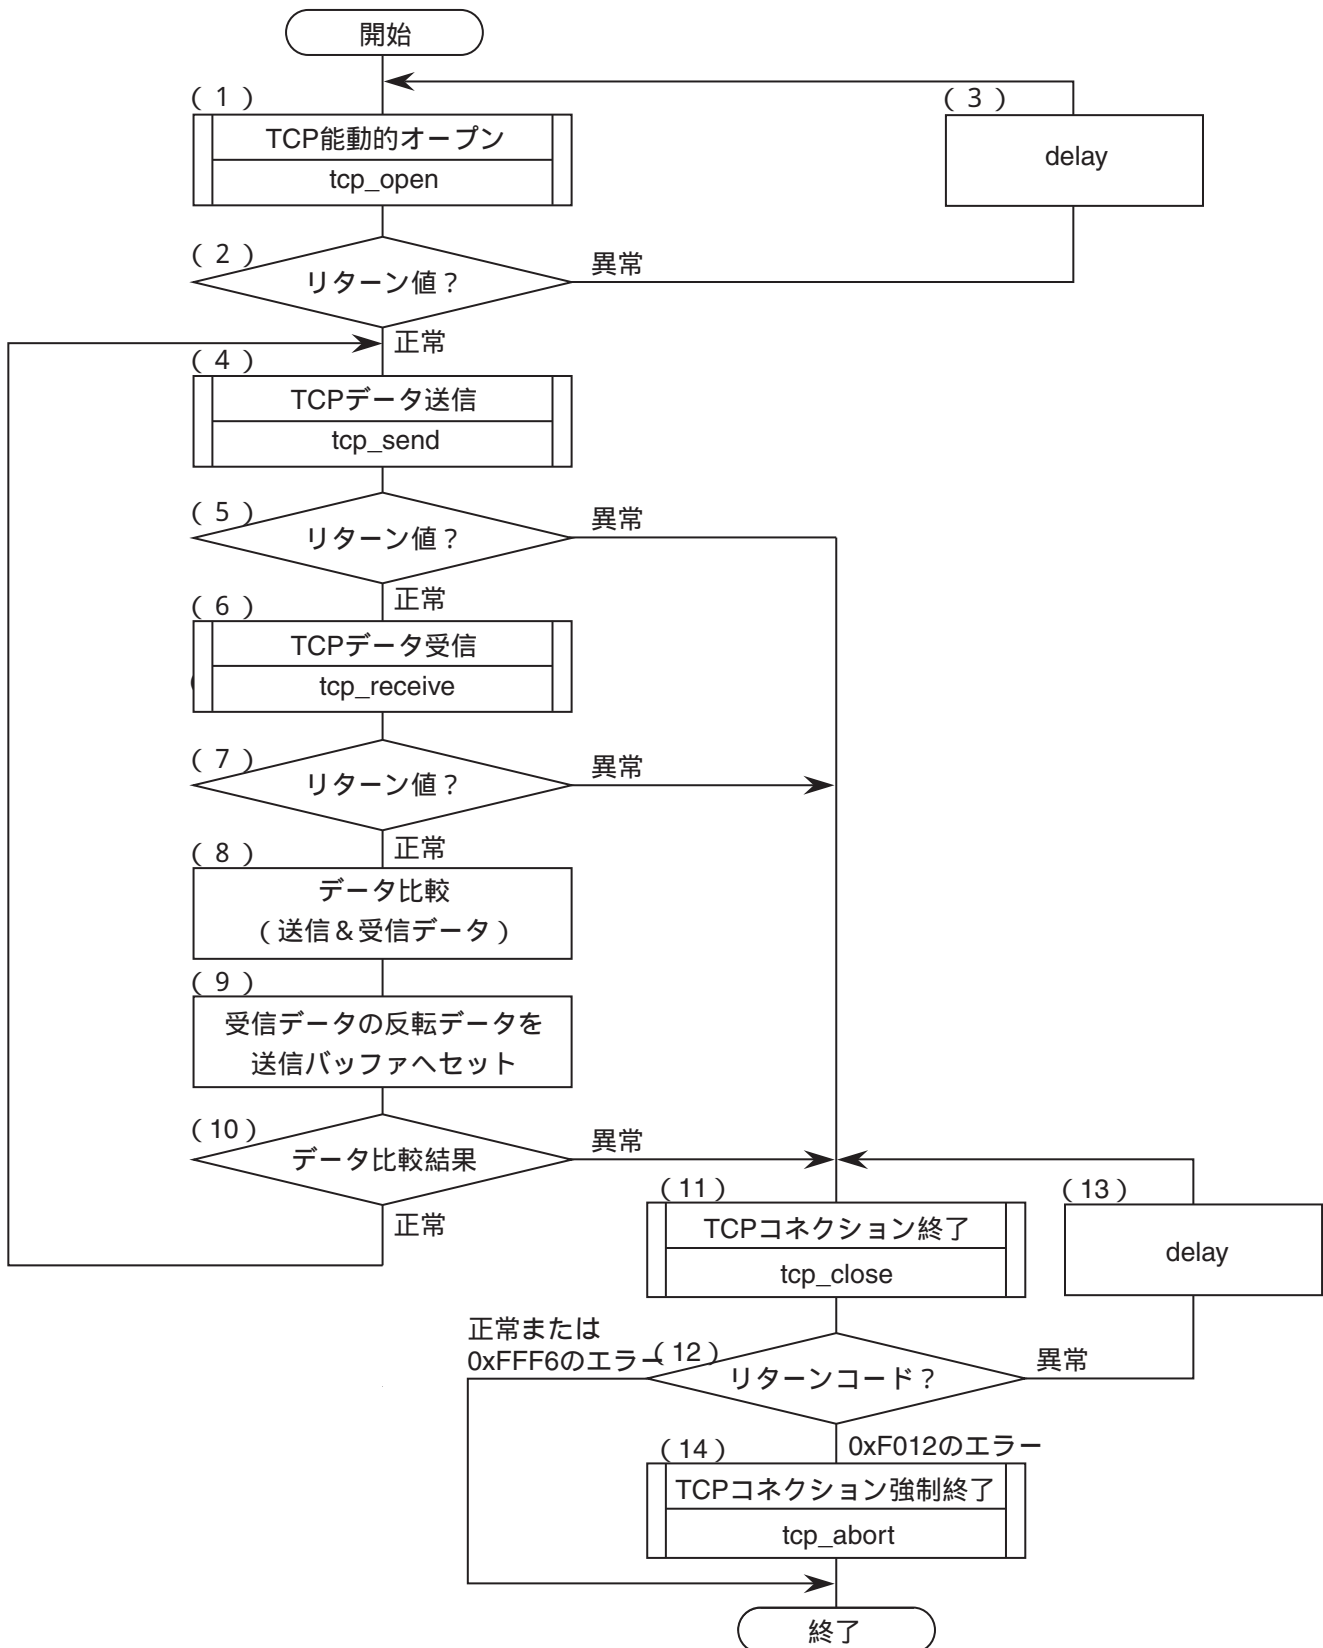 開始
(1)
(3)
TCP能動的オープン
tcp_open
delay
(2)
リターン値？
異常
正常
(4)
TCPデータ送信
tcp_send
(5)
リターン値？
異常
正常
(6)
TCPデータ受信
tcp_receive
(7)
リターン値？
異常
正常
(8)
データ比較
（送信＆受信データ）
(9)
受信データの反転データを
送信バッファへセット
(10)
データ比較結果
異常
正常
(11)
(13)
TCPコネクション終了
tcp_close
delay
正常または
0xFFF6のエラー
(12)
リターンコード？
異常
0xF012のエラー
(14)
TCPコネクション強制終了
tcp_abort
終了